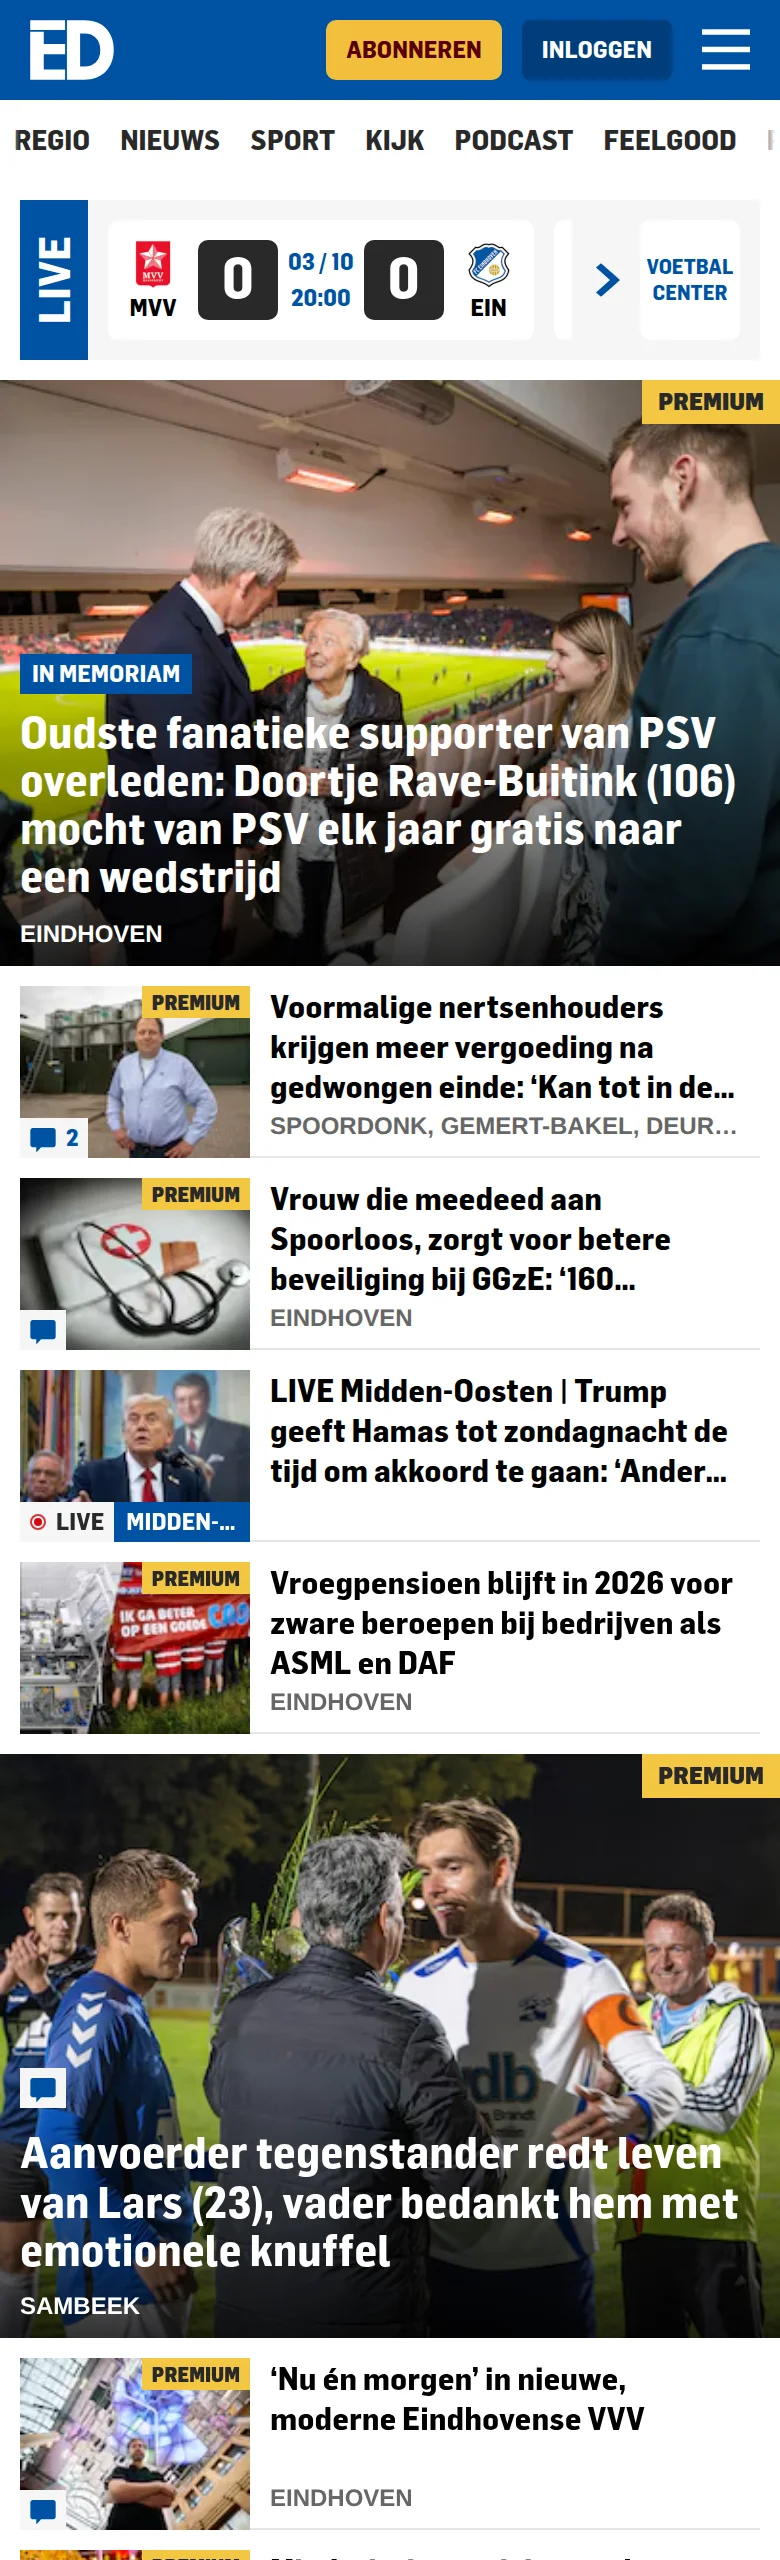 ED
ABONNEREN
INLOGGEN
REGIO NIEUWS SPORT KIJK PODCAST FEELGOOD
LIVE
MVV
MVV
0
03 / 10
20:00
0
EIN
VOETBAL
CENTER
PREMIUM
IN MEMORIAM
Oudste fanatieke supporter van PSV
overleden: Doortje Rave-Buitink (106)
mocht van PSV elk jaar gratis naar
een wedstrijd
EINDHOVEN
PREMIUM
2
Voormalige nertsenhouders
krijgen meer vergoeding na
gedwongen einde: ‘Kan tot in de...
SPOORDONK, GEMERT-BAKEL, DEUR...
PREMIUM
Vrouw die meedeed aan
Spoorloos, zorgt voor betere
beveiliging bij GGzE: ‘160...
EINDHOVEN
LIVE
MIDDEN-...
LIVE Midden-Oosten | Trump
geeft Hamas tot zondagnacht de
tijd om akkoord te gaan: ‘Ander...
PREMIUM
IK GA BETER
OP EEN GOEDE CAO
Vroegpensioen blijft in 2026 voor
zware beroepen bij bedrijven als
ASML en DAF
EINDHOVEN
PREMIUM
db
Brandt
Aanvoerder tegenstander redt leven
van Lars (23), vader bedankt hem met
emotionele knuffel
SAMBEEK
PREMIUM
‘Nu én morgen’ in nieuwe,
moderne Eindhovense VVV
EINDHOVEN